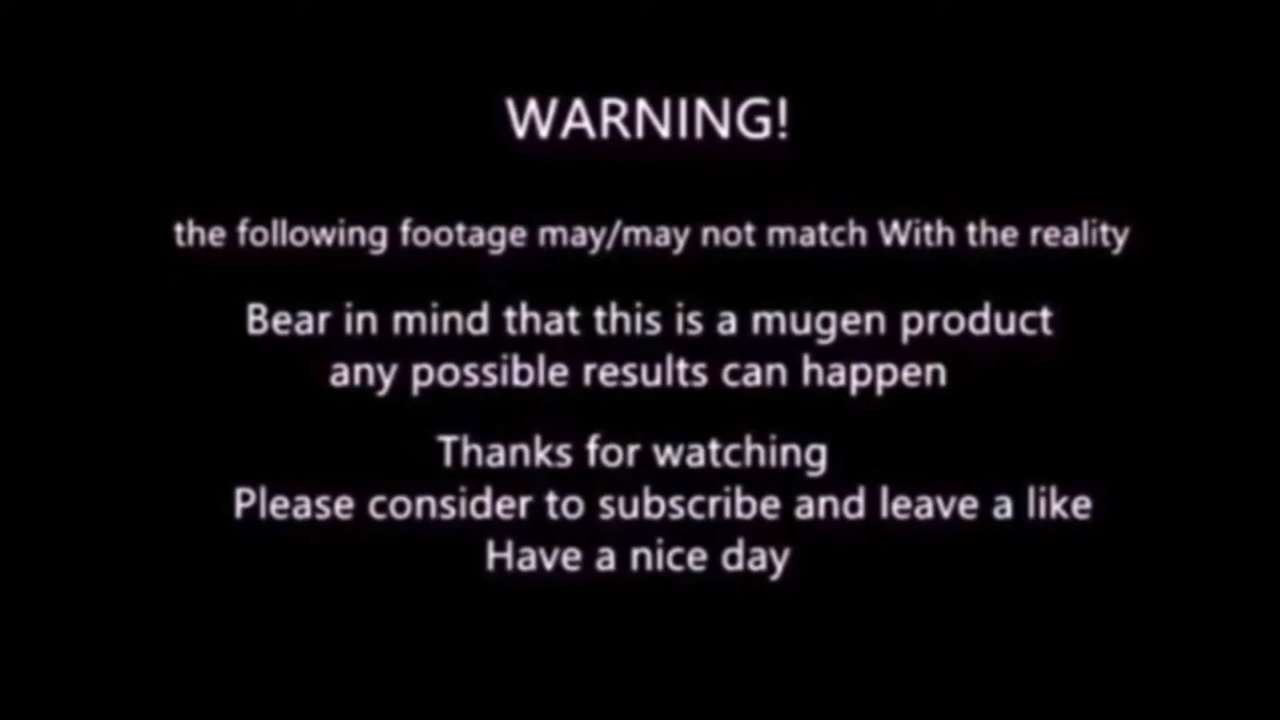 WARNING!
the following footage may/may not match With the reality
Bear in mind that this is a mugen product
any possible results can happen
Thanks for watching
Please consider to subscribe and leave a like
Have a nice day